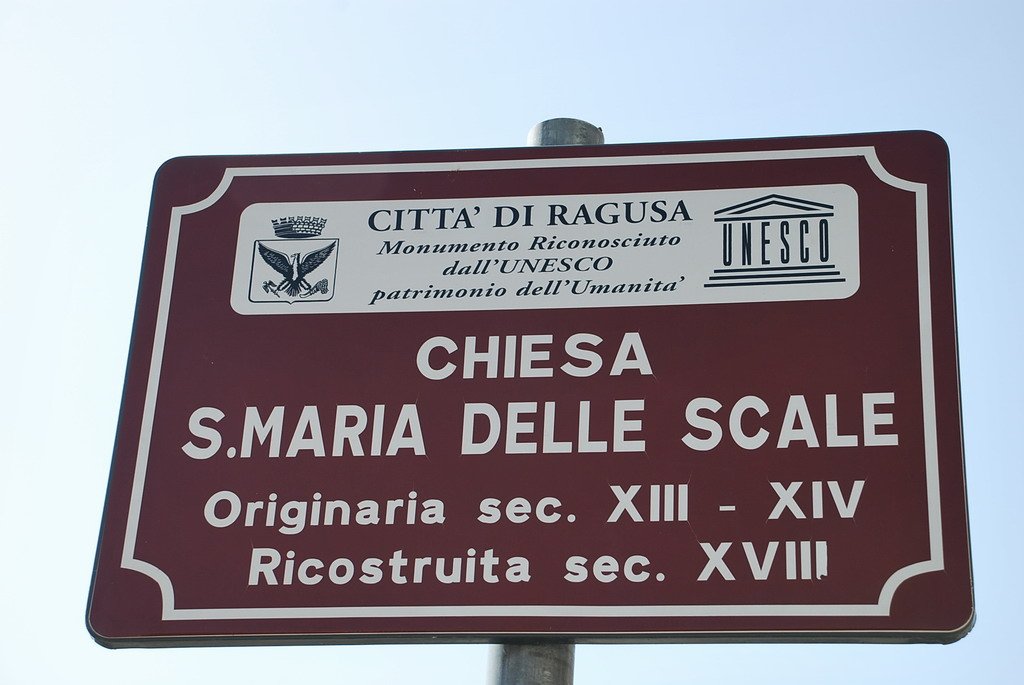 CITTA' DI RAGUSA
Monumento Riconosciuto
dall'UNESCO
patrimonio dell'Umanita'
UNESCO
CHIESA
S.MARIA DELLE SCALE
Originaria sec. XIII - XIV
Ricostruita sec. XVIII